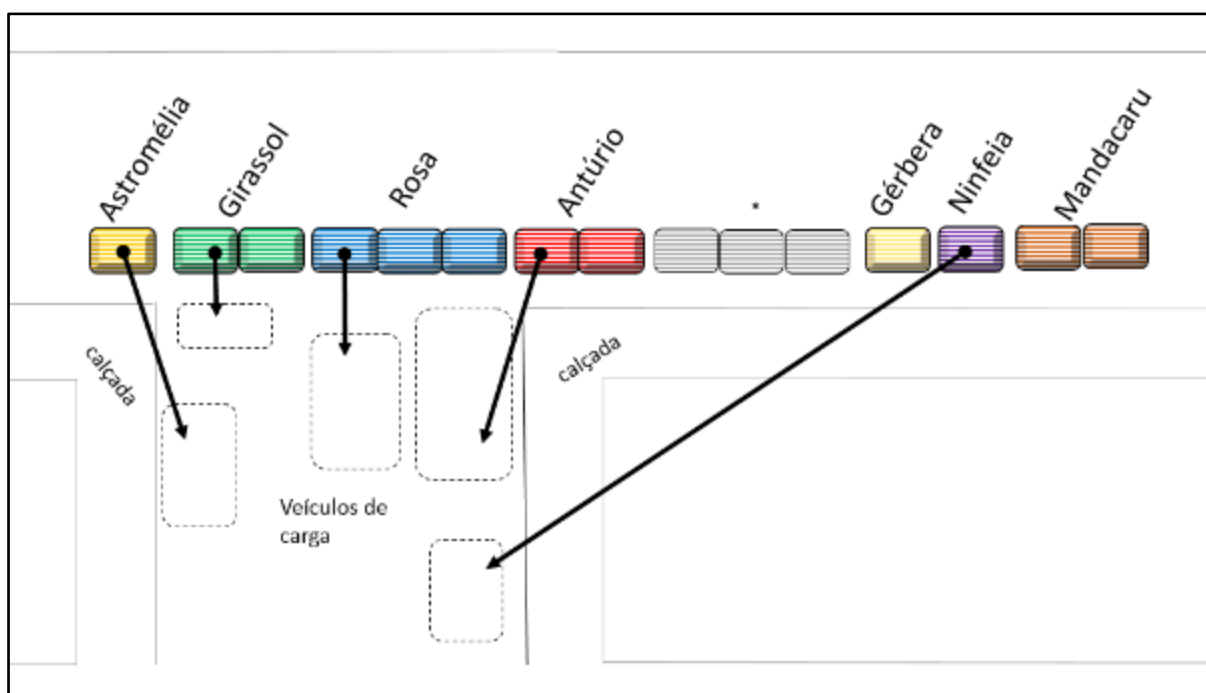 Astromélia
Girassol
Rosa
Antúrio
*
Gérbera
Ninfeia
Mandacaru
calçada
calçada
Veículos de
carga